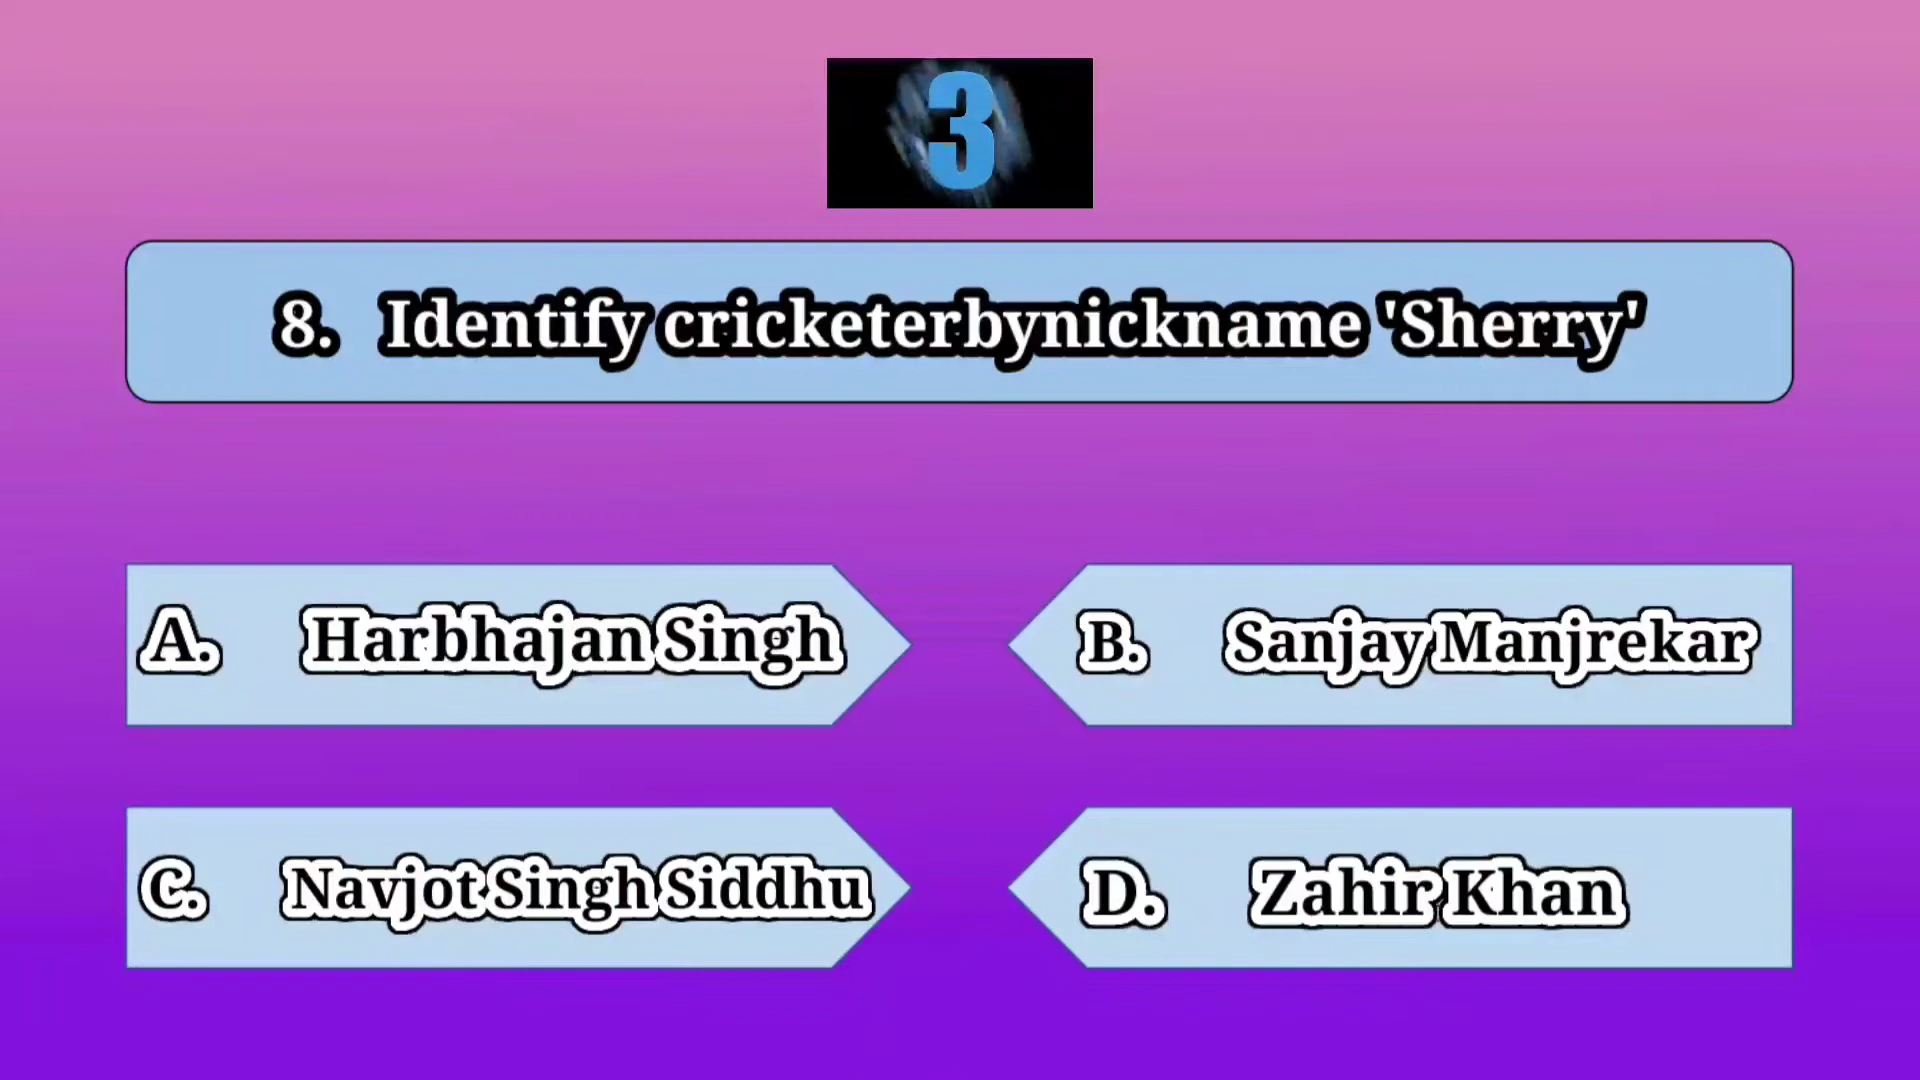 3
8. Identify cricketerbynickname 'Sherry'
A. Harbhajan Singh
B. Sanjay Manjrekar
C. Navjot Singh Siddhu
D. Zahir Khan